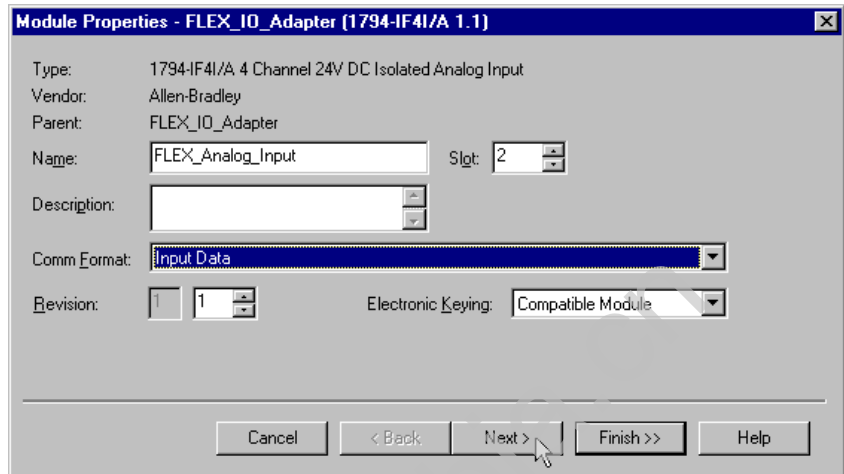 Module Properties - FLEX_IO_Adapter (1794-IF4I/A 1.1)
Type: 1794-IF4I/A 4 Channel 24V DC Isolated Analog Input
Vendor: Allen-Bradley
Parent: FLEX_IO_Adapter
Name: FLEX_Analog_Input Slot: 2
Description:
Comm Format: Input Data
Revision: 1 1 Electronic Keying: Compatible Module
Cancel < Back Next > Finish >> Help